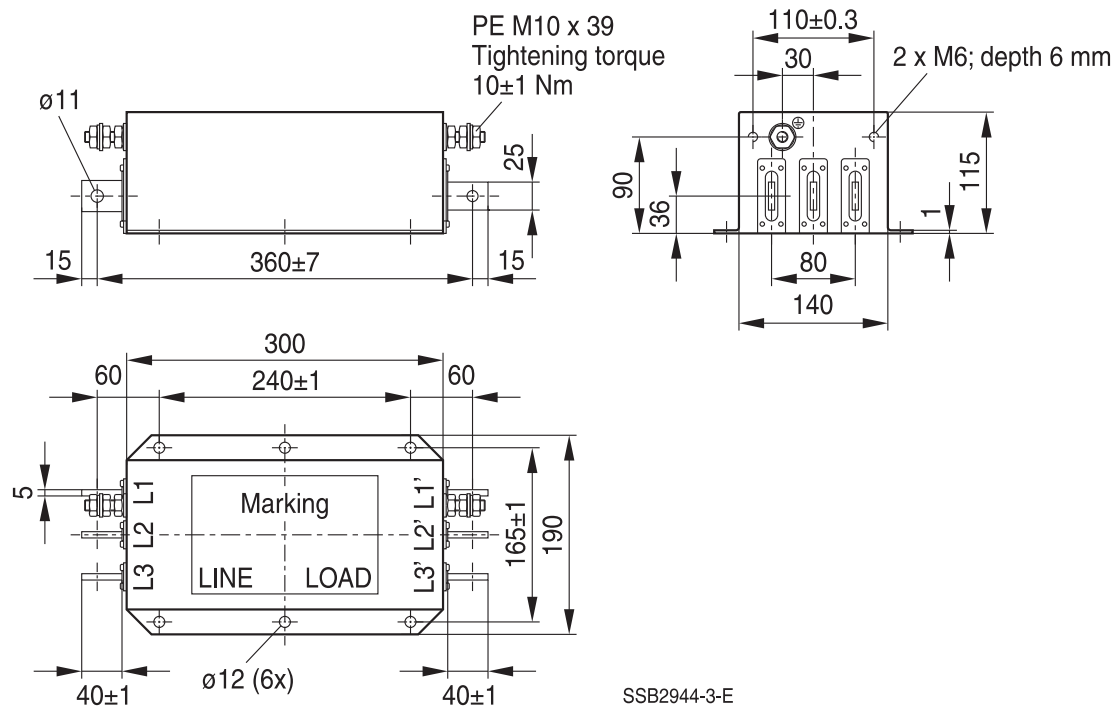 PE M10 x 39
Tightening torque
10±1 Nm
ø11
25
15
360±7
15
110±0.3
30
2 x M6; depth 6 mm
90
36
115
1
80
140
300
60
240±1
60
5
L1
L2
L3
Marking
LINE LOAD
L1’
L2’
L3’
165±1
190
40±1
ø12 (6x)
40±1
SSB2944-3-E